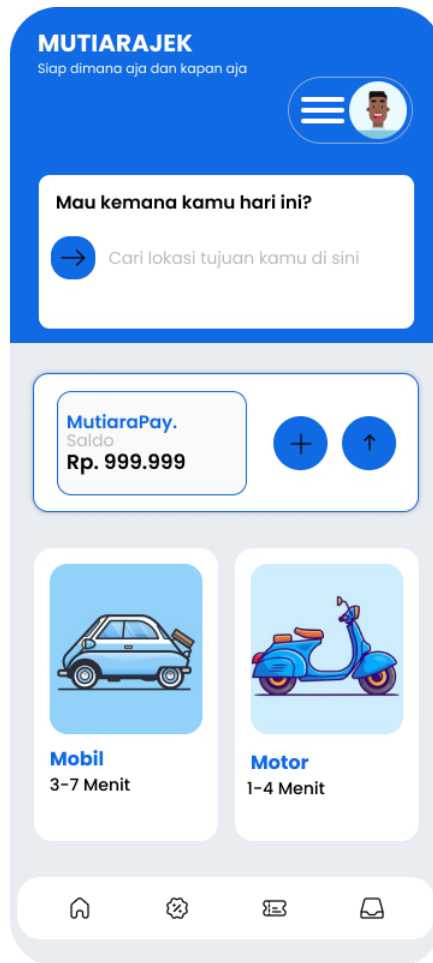 MUTIARAJEK
Siap dimana aja dan kapan aja
Mau kemana kamu hari ini?
Cari lokasi tujuan kamu di sini
MutiaraPay.
Saldo
Rp. 999.999
Mobil
3-7 Menit
Motor
1-4 Menit